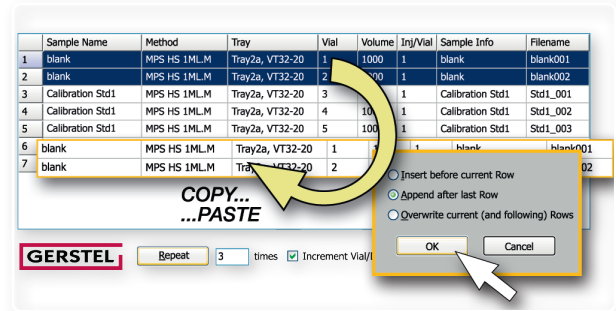 Sample Name Method Tray Vial Volume Inj/Vial Sample Info Filename
1 blank MPS HS 1ML.M Tray2a, VT32-20 1 1000 1 blank blank001
2 blank MPS HS 1ML.M Tray2a, VT32-20 2 1 blank blank002
3 Calibration Std1 MPS HS 1ML.M Tray2a, VT32-20 3 1 Calibration Std1 Std1_001
4 Calibration Std1 MPS HS 1ML.M Tray2a, VT32-20 4 1 Calibration Std1 Std1_002
5 Calibration Std1 MPS HS 1ML.M Tray2a, VT32-20 5 1 Calibration Std1 Std1_003
6 blank MPS HS 1ML.M Tray2a, VT32-20 1 1 blank blank001
7 blank MPS HS 1ML.M VT32-20 2
Insert before current Row
Append after last Row
Overwrite current (and following) Rows
OK Cancel
COPY...
...PASTE
GERSTEL Repeat 3 times Increment